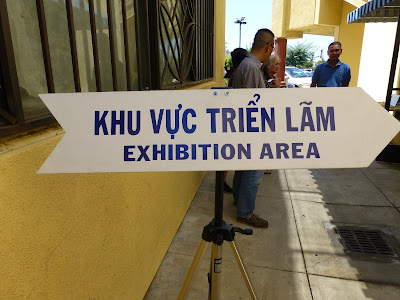 KHU VỰC TRIỂN LÃM
EXHIBITION AREA